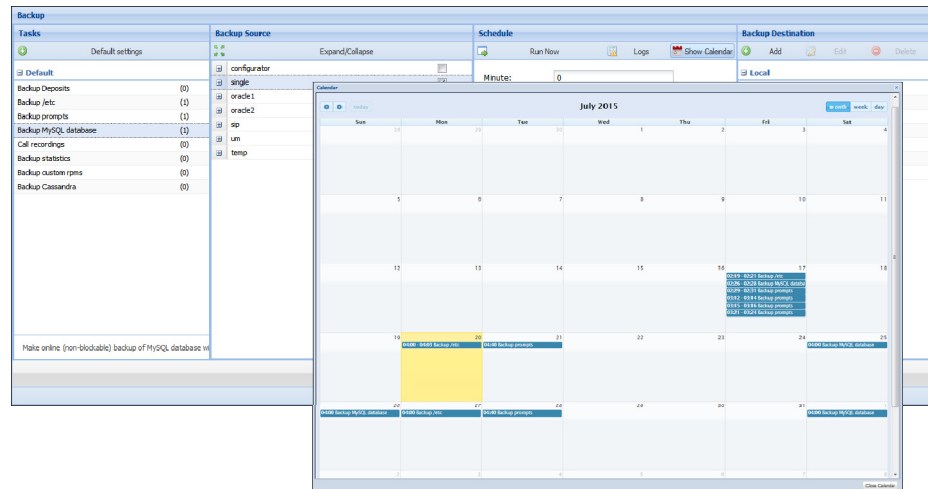 Backup
Tasks
Default settings
Default
Backup Deposits (0)
Backup /etc (1)
Backup prompts (1)
Backup MySQL database (1)
Call recordings (0)
Backup statistics (0)
Backup custom rpms (0)
Backup Cassandra (0)
Make online (non-blockable) backup of MySQL database wi
Backup Source
Expand/Collapse
configurator
single
oracle1
oracle2
sip
um
temp
Schedule
Run Now Logs Show Calendar
Minute: 0
Backup Destination
Add Edit Delete
Local
Calendar
today July 2015 month week day
Sun Mon Tue Wed Thu Fri Sat
28 29 30 1 2 3 4
5 6 7 8 9 10 11
12 13 14 15 16 17 18
02:19 - 02:21 Backup /etc
02:26 - 02:28 Backup MySQL databa
02:29 - 02:31 Backup prompts
03:02 - 03:04 Backup prompts
03:05 - 03:06 Backup prompts
03:21 - 03:24 Backup prompts
19 20 21 22 23 24 25
04:00 - 04:03 Backup /etc 04:40 Backup prompts 04:00 Backup MySQL database
26 27 28 29 30 31 1
04:00 Backup MySQL database 04:00 Backup /etc 04:40 Backup prompts 04:00 Backup MySQL database
2 3 4 5 6 7 8
Close Calendar